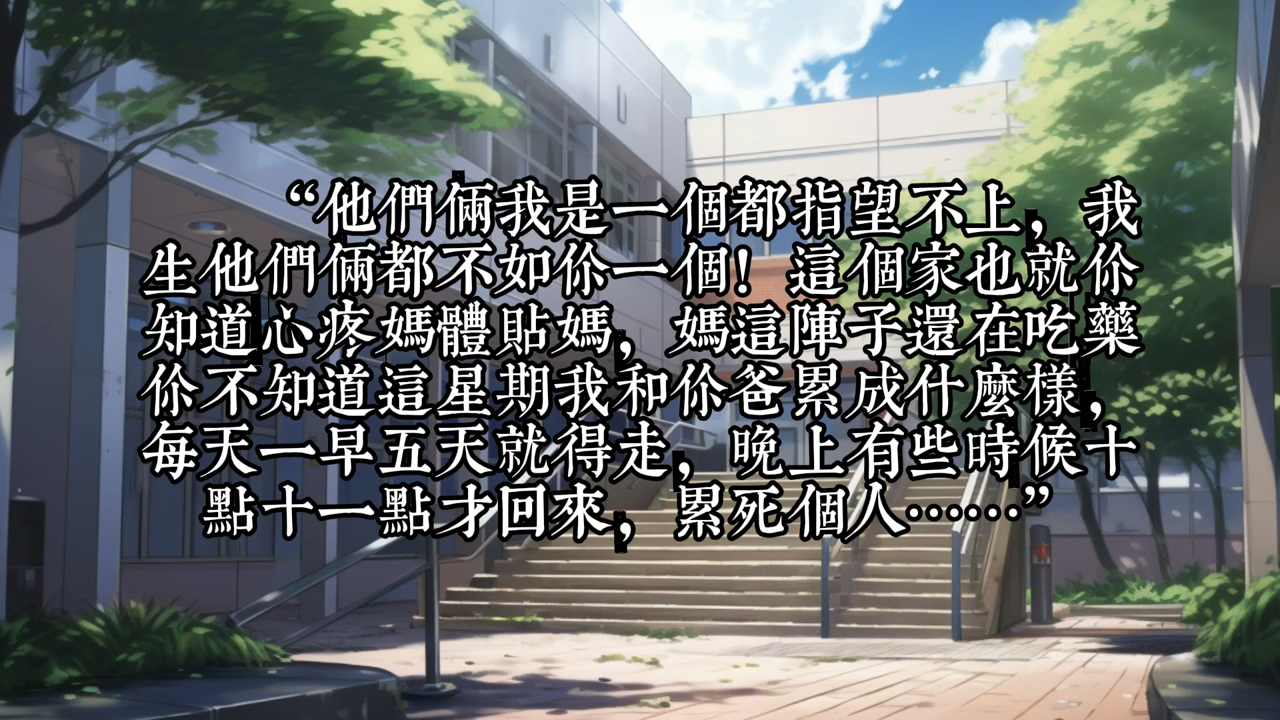 “他們倆我是一個都指望不上，我
生他們倆都不如你一個！這個家也就你
知道心疼媽體貼媽，媽這陣子還在吃藥
你不知道這星期我和你爸累成什麼樣，
每天一早五天就得走，晚上有些時候十
點十一點才回來，累死個人……”